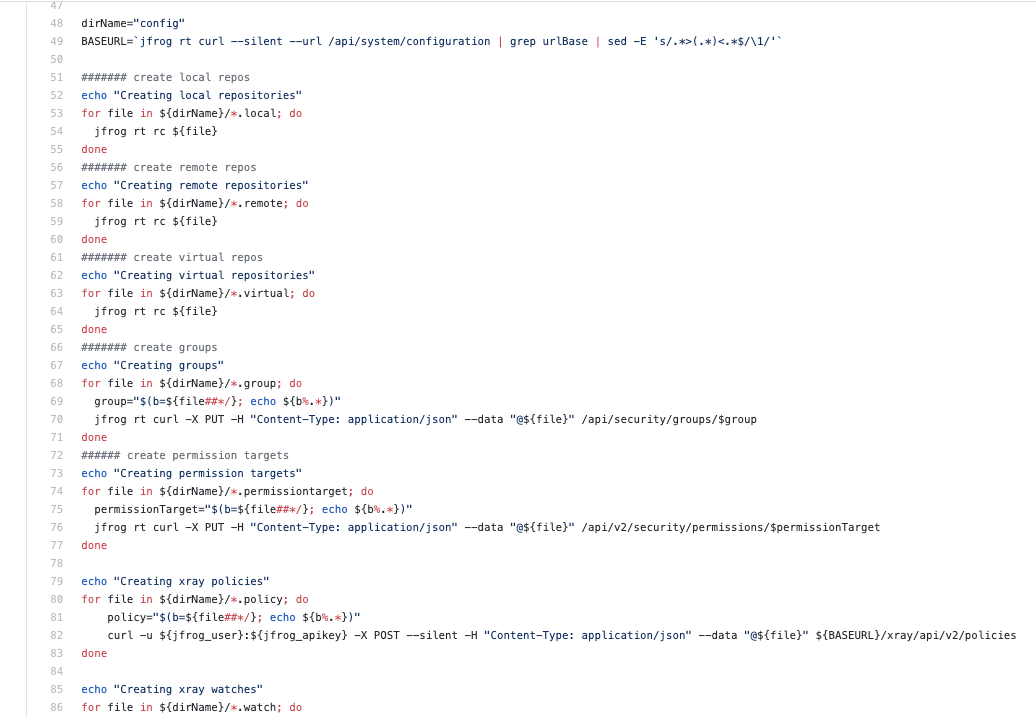 47
48 dirName="config"
49 BASEURL=`jfrog rt curl --silent --url /api/system/configuration | grep urlBase | sed -E 's/.*>(.*)<.*$/\1/'`
50
51 ####### create local repos
52 echo "Creating local repositories"
53 for file in ${dirName}/*.local; do
54   jfrog rt rc ${file}
55 done
56 ####### create remote repos
57 echo "Creating remote repositories"
58 for file in ${dirName}/*.remote; do
59   jfrog rt rc ${file}
60 done
61 ####### create virtual repos
62 echo "Creating virtual repositories"
63 for file in ${dirName}/*.virtual; do
64   jfrog rt rc ${file}
65 done
66 ####### create groups
67 echo "Creating groups"
68 for file in ${dirName}/*.group; do
69   group="$(b=${file##*/}; echo ${b%.*})"
70   jfrog rt curl -X PUT -H "Content-Type: application/json" --data "@${file}" /api/security/groups/$group
71 done
72 ###### create permission targets
73 echo "Creating permission targets"
74 for file in ${dirName}/*.permissiontarget; do
75   permissionTarget="$(b=${file##*/}; echo ${b%.*})"
76   jfrog rt curl -X PUT -H "Content-Type: application/json" --data "@${file}" /api/v2/security/permissions/$permissionTarget
77 done
78
79 echo "Creating xray policies"
80 for file in ${dirName}/*.policy; do
81     policy="$(b=${file##*/}; echo ${b%.*})"
82     curl -u ${jfrog_user}:${jfrog_apikey} -X POST --silent -H "Content-Type: application/json" --data "@${file}" ${BASEURL}/xray/api/v2/policies
83 done
84
85 echo "Creating xray watches"
86 for file in ${dirName}/*.watch; do